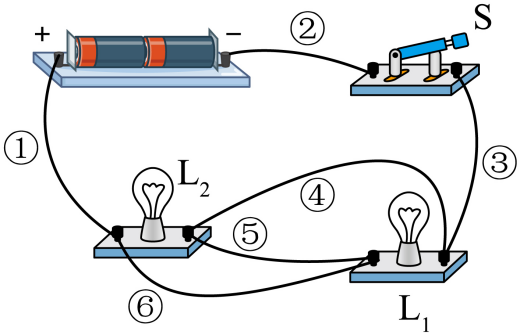 + − ② S
① ③
L₂ ④
⑤
⑥ L₁